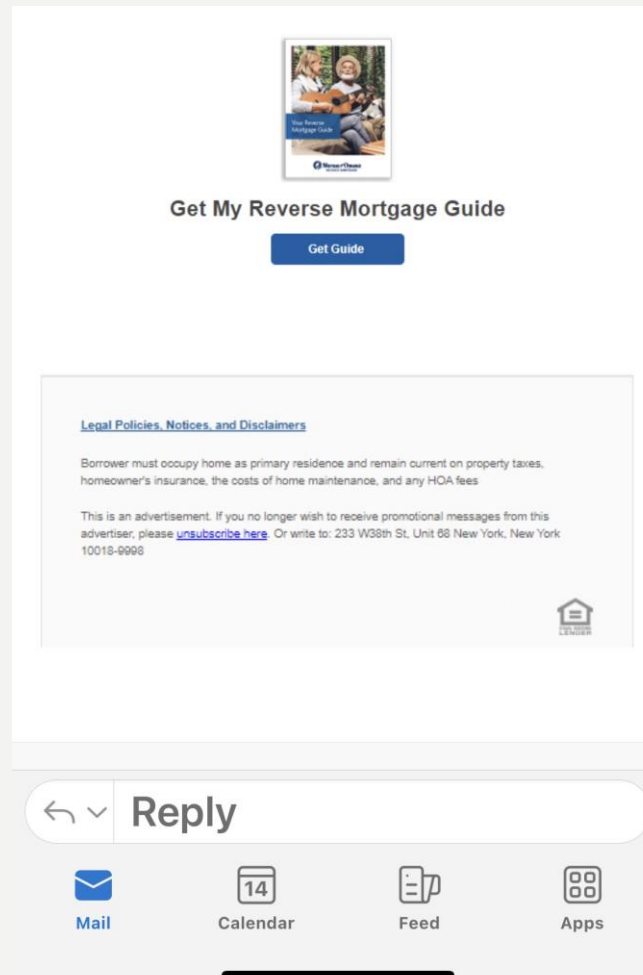 Your Reverse
Mortgage Guide
Get My Reverse Mortgage Guide
Get Guide
Legal Policies, Notices, and Disclaimers
Borrower must occupy home as primary residence and remain current on property taxes,
homeowner's insurance, the costs of home maintenance, and any HOA fees
This is an advertisement. If you no longer wish to receive promotional messages from this
advertiser, please unsubscribe here. Or write to: 233 W38th St, Unit 68 New York, New York
10018-9998
LENDER
Reply
14
Mail
Calendar
Feed
Apps